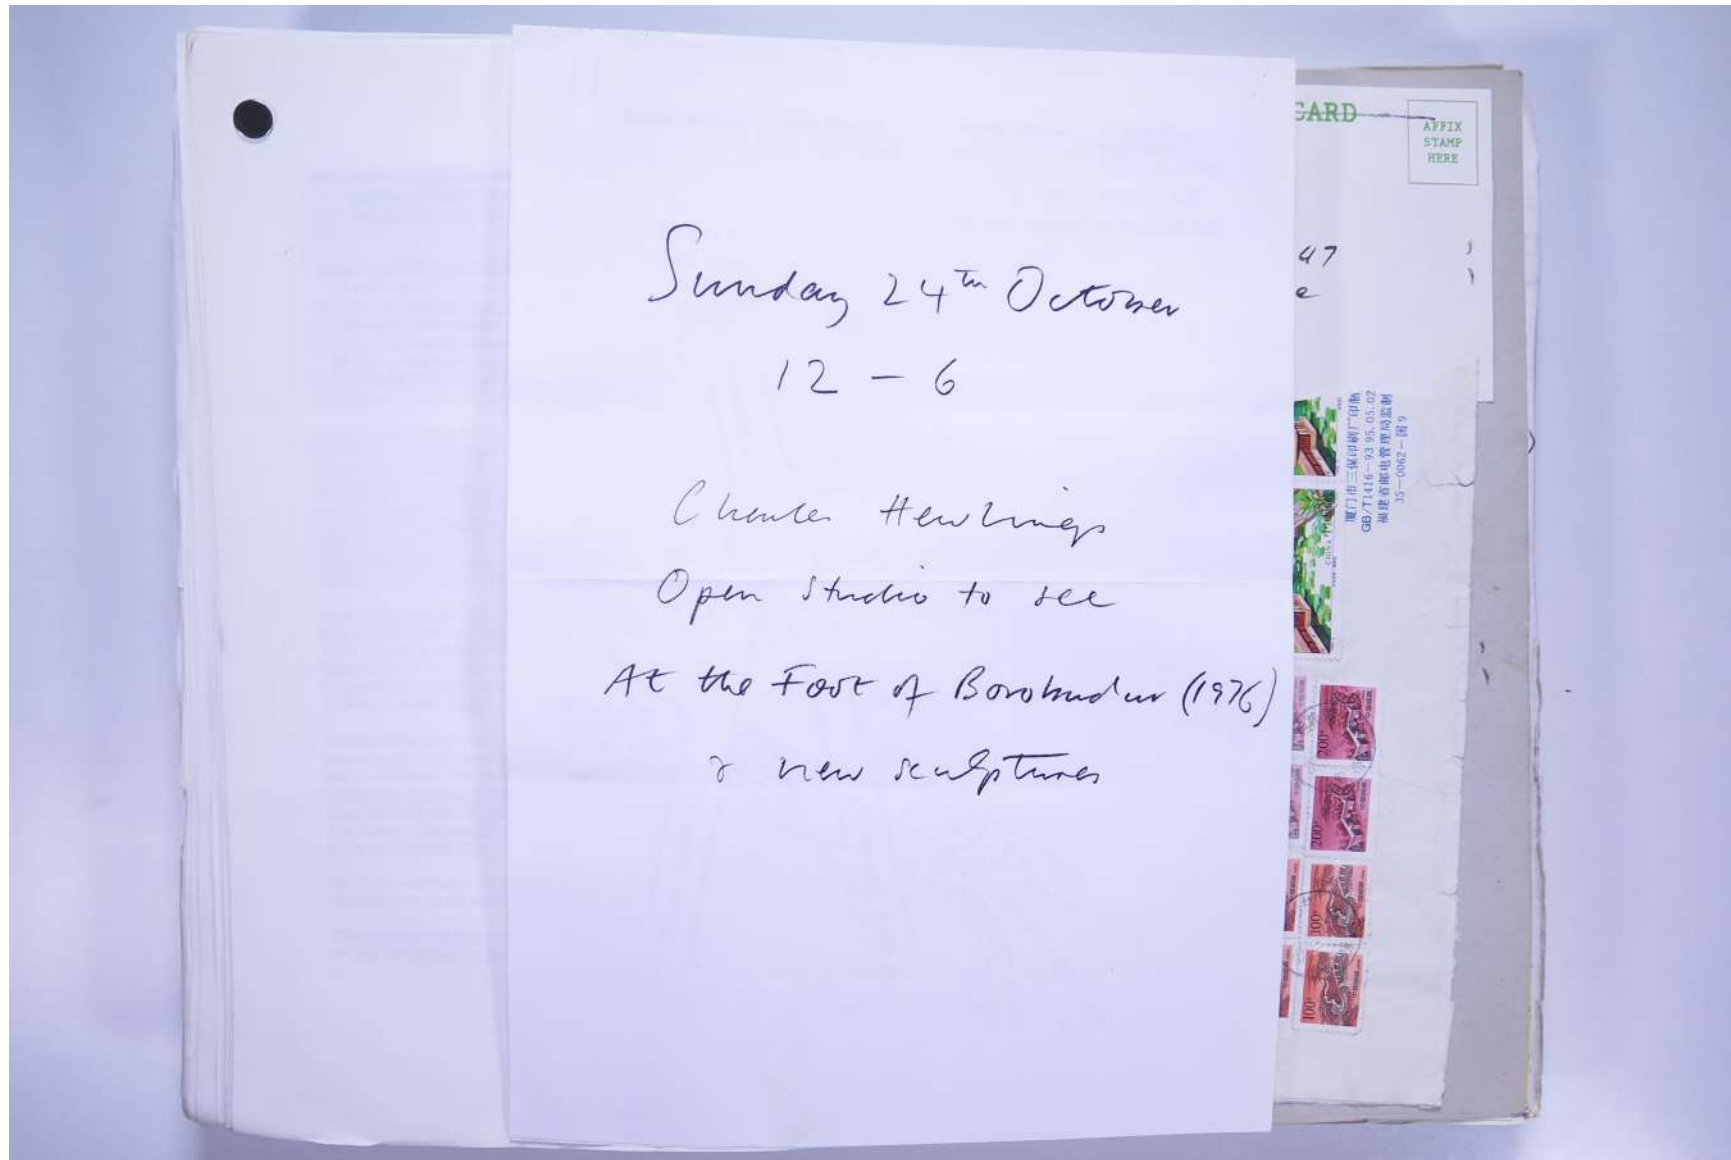 Sunday 24th October
12 - 6
Charles Hewlings
Open Studio to see
At the Foot of Borobudur (1976)
& new sculptures
CARD
AFFIX
STAMP
HERE
47
e
厦门市三保印刷厂印制
GB/T1416-93 95.05.02
福建省邮电管理局监制
35-0062-国9
CHINA
200
200
100
100